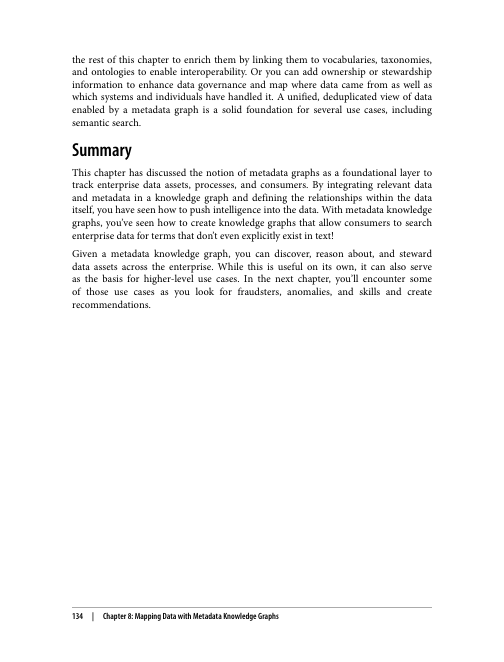 the rest of this chapter to enrich them by linking them to vocabularies, taxonomies,
and ontologies to enable interoperability. Or you can add ownership or stewardship
information to enhance data governance and map where data came from as well as
which systems and individuals have handled it. A unified, deduplicated view of data
enabled by a metadata graph is a solid foundation for several use cases, including
semantic search.
Summary
This chapter has discussed the notion of metadata graphs as a foundational layer to
track enterprise data assets, processes, and consumers. By integrating relevant data
and metadata in a knowledge graph and defining the relationships within the data
itself, you have seen how to push intelligence into the data. With metadata knowledge
graphs, you've seen how to create knowledge graphs that allow consumers to search
enterprise data for terms that don't even explicitly exist in text!
Given a metadata knowledge graph, you can discover, reason about, and steward
data assets across the enterprise. While this is useful on its own, it can also serve
as the basis for higher-level use cases. In the next chapter, you'll encounter some
of those use cases as you look for fraudsters, anomalies, and skills and create
recommendations.
134 | Chapter 8: Mapping Data with Metadata Knowledge Graphs